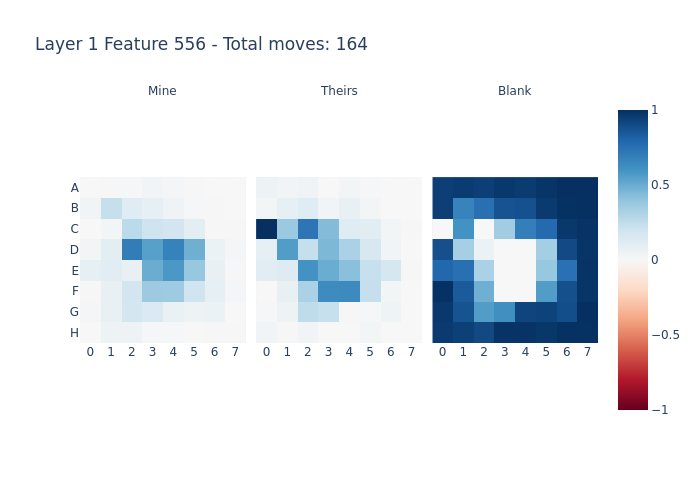 Layer 1 Feature 556 - Total moves: 164
Mine Theirs Blank
A
B
C
D
E
F
G
H
0 1 2 3 4 5 6 7 0 1 2 3 4 5 6 7 0 1 2 3 4 5 6 7
1
0.5
0
−0.5
−1